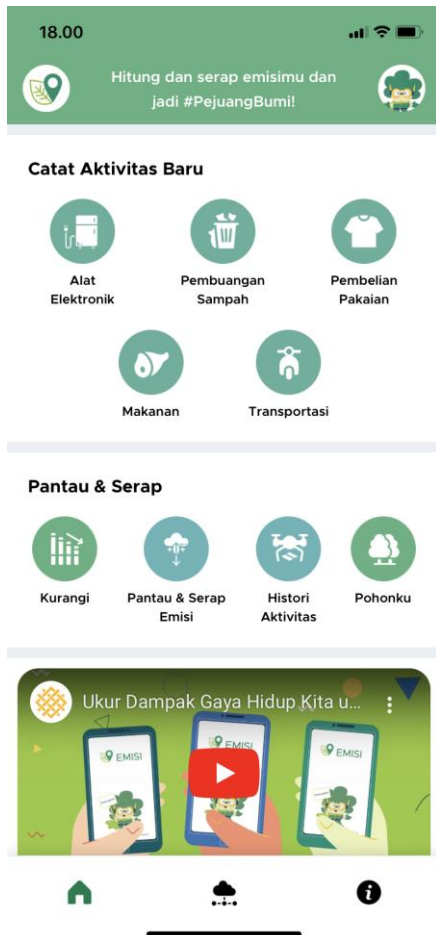 18.00
Hitung dan serap emisimu dan
jadi #PejuangBumi!
Catat Aktivitas Baru
Alat
Elektronik
Pembuangan
Sampah
Pembelian
Pakaian
Makanan
Transportasi
Pantau & Serap
Kurangi
Pantau & Serap
Emisi
Histori
Aktivitas
Pohonku
Ukur Dampak Gaya Hidup Kita u...
EMISI
EMISI
EMISI